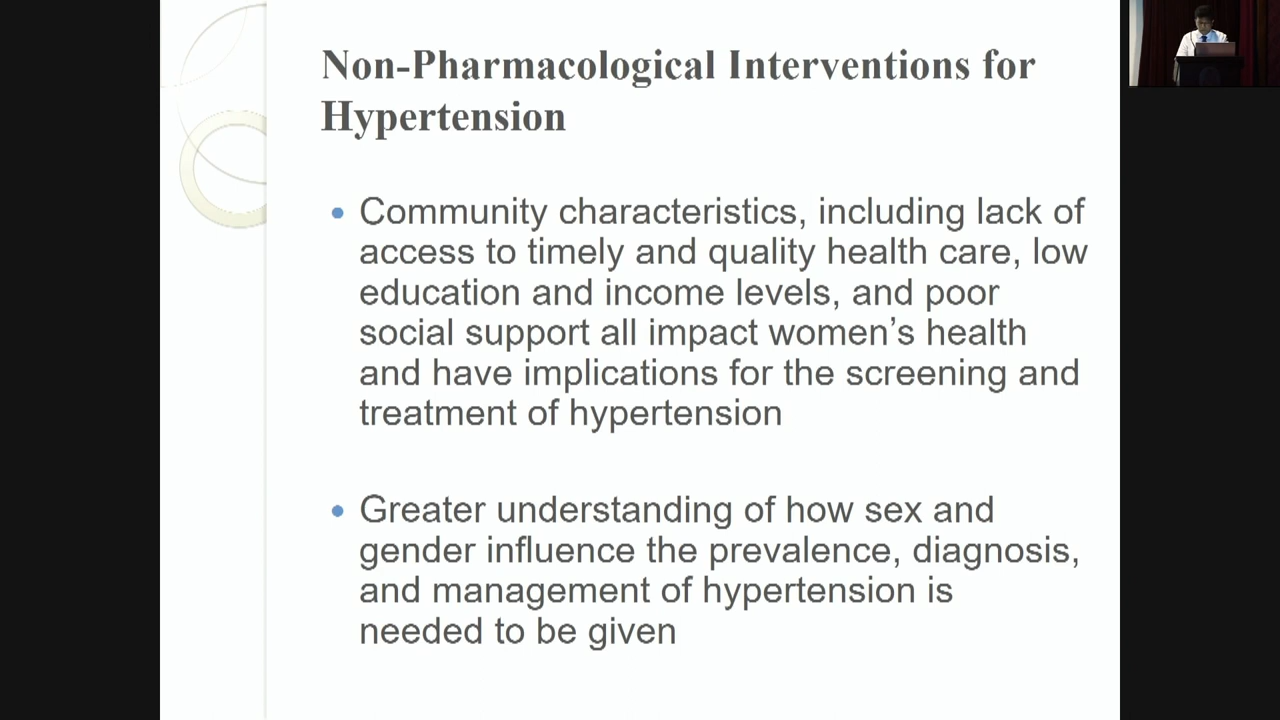 Non-Pharmacological Interventions for
Hypertension
• Community characteristics, including lack of
access to timely and quality health care, low
education and income levels, and poor
social support all impact women’s health
and have implications for the screening and
treatment of hypertension
• Greater understanding of how sex and
gender influence the prevalence, diagnosis,
and management of hypertension is
needed to be given